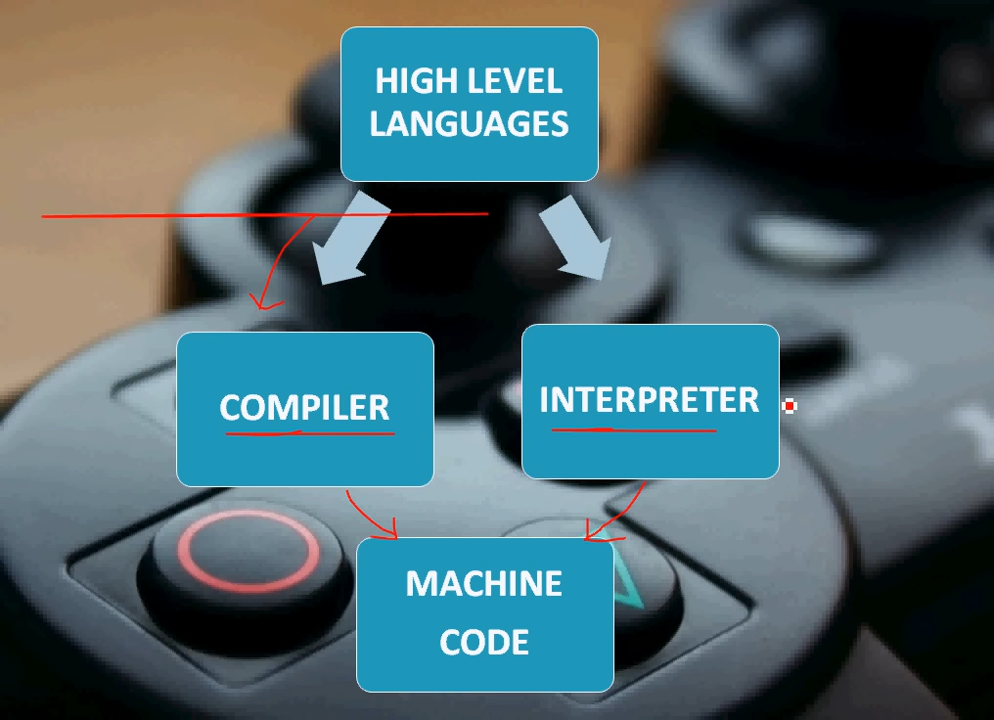 HIGH LEVEL
LANGUAGES
COMPILER
INTERPRETER
MACHINE
CODE